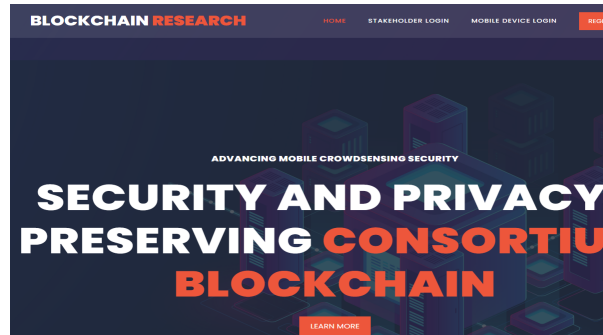 BLOCKCHAIN RESEARCH
HOME STAKEHOLDER LOGIN MOBILE DEVICE LOGIN
ADVANCING MOBILE CROWDSENSING SECURITY
SECURITY AND PRIVACY
PRESERVING CONSORTIU
BLOCKCHAIN
LEARN MORE